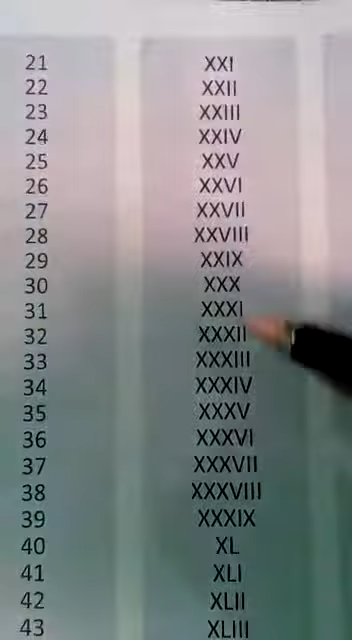 21 XXI
22 XXII
23 XXIII
24 XXIV
25 XXV
26 XXVI
27 XXVII
28 XXVIII
29 XXIX
30 XXX
31 XXXI
32 XXXII
33 XXXIII
34 XXXIV
35 XXXV
36 XXXVI
37 XXXVII
38 XXXVIII
39 XXXIX
40 XL
41 XLI
42 XLII
43 XLIII